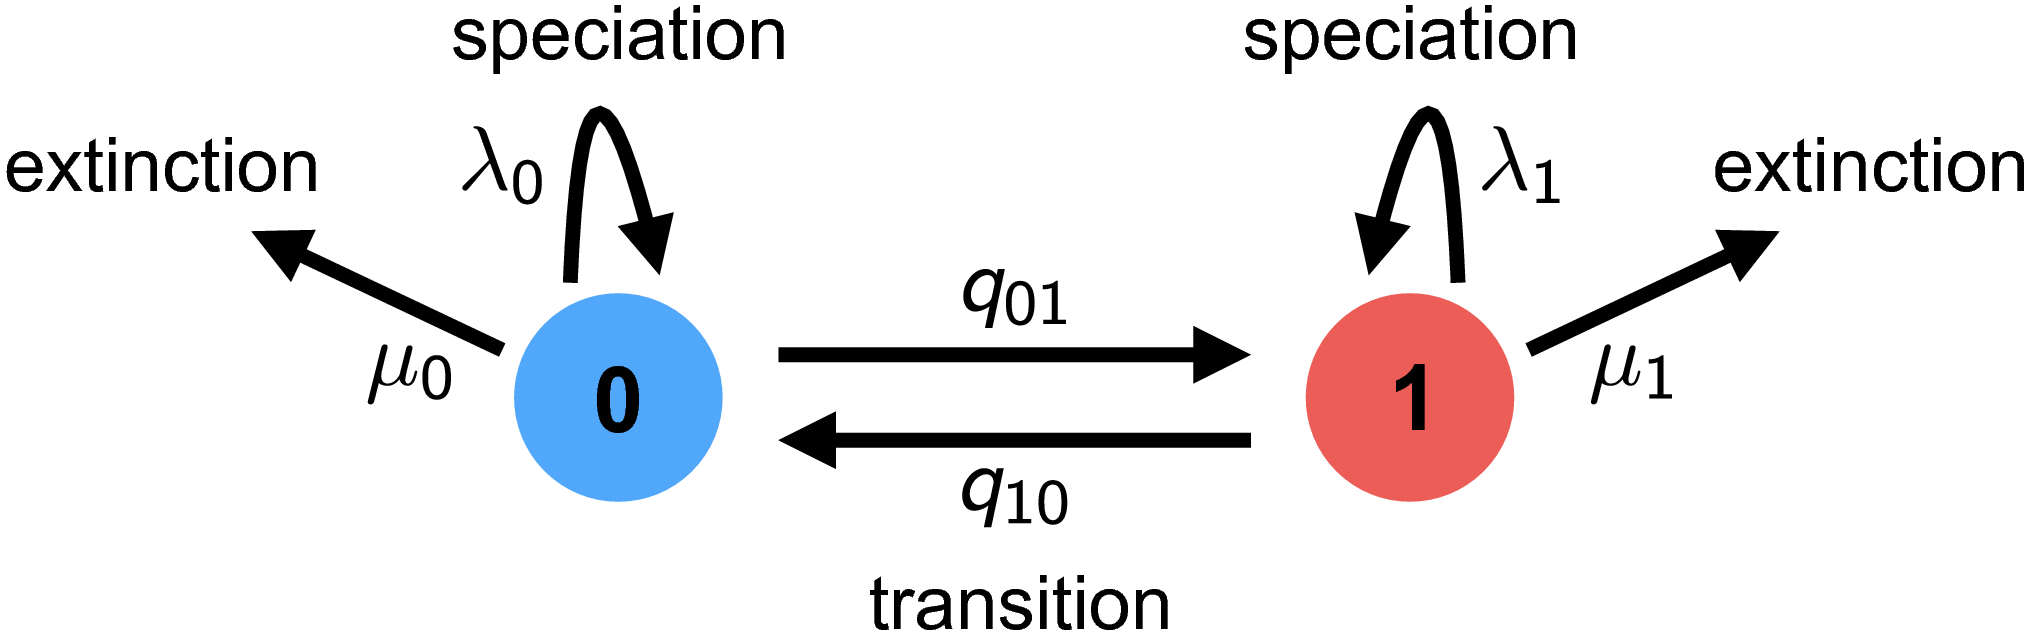 speciation
speciation
extinction
λ0
λ1
extinction
q01
μ0
0
1
μ1
q10
transition